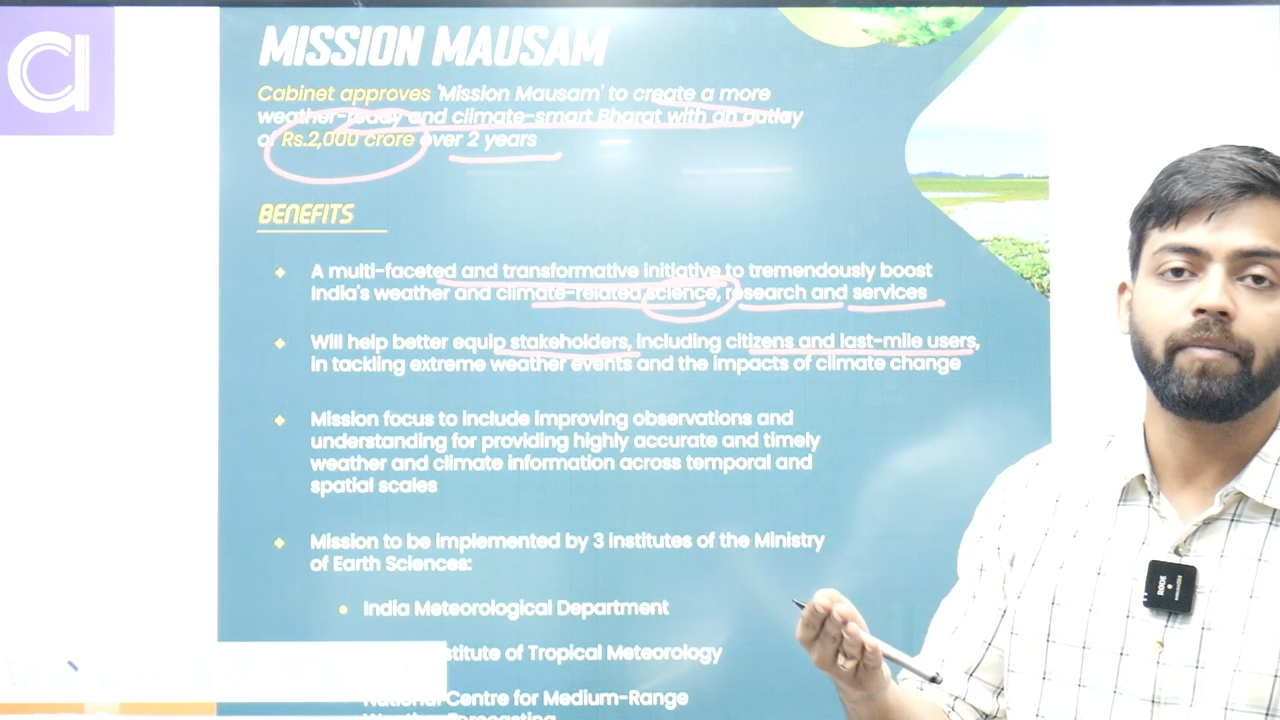 MISSION MAUSAM
Cabinet approves 'Mission Mausam' to create a more
weather-ready and climate-smart Bharat with an outlay
of Rs.2,000 crore over 2 years
BENEFITS
A multi-faceted and transformative initiative to tremendously boost
India's weather and climate-related science, research and services
Will help better equip stakeholders, including citizens and last-mile users,
in tackling extreme weather events and the impacts of climate change
Mission focus to include improving observations and
understanding for providing highly accurate and timely
weather and climate information across temporal and
spatial scales
Mission to be implemented by 3 institutes of the Ministry
of Earth Sciences:
India Meteorological Department
stitute of Tropical Meteorology
National Centre for Medium-Range
Weather Forecasting
RODE